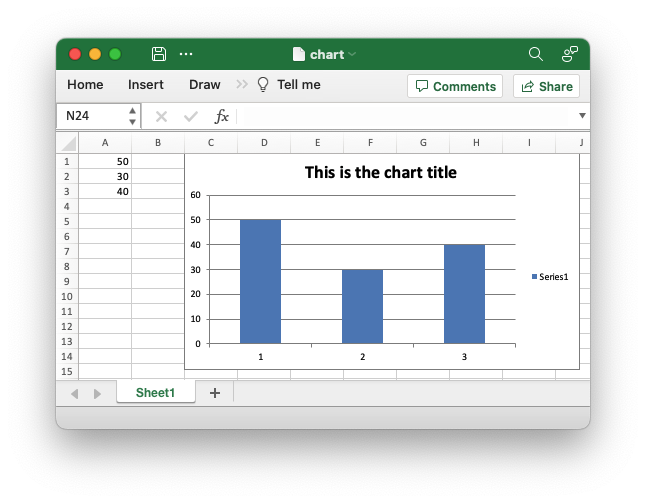 chart
Home Insert Draw Tell me Comments Share
N24 fx
A B C D E F G H I J
1 50
2 30
3 40
4
5
6
7
8
9
10
11
12
13
14
15
This is the chart title
60
50
40
30
20
10
0
1 2 3
Series1
Sheet1 +